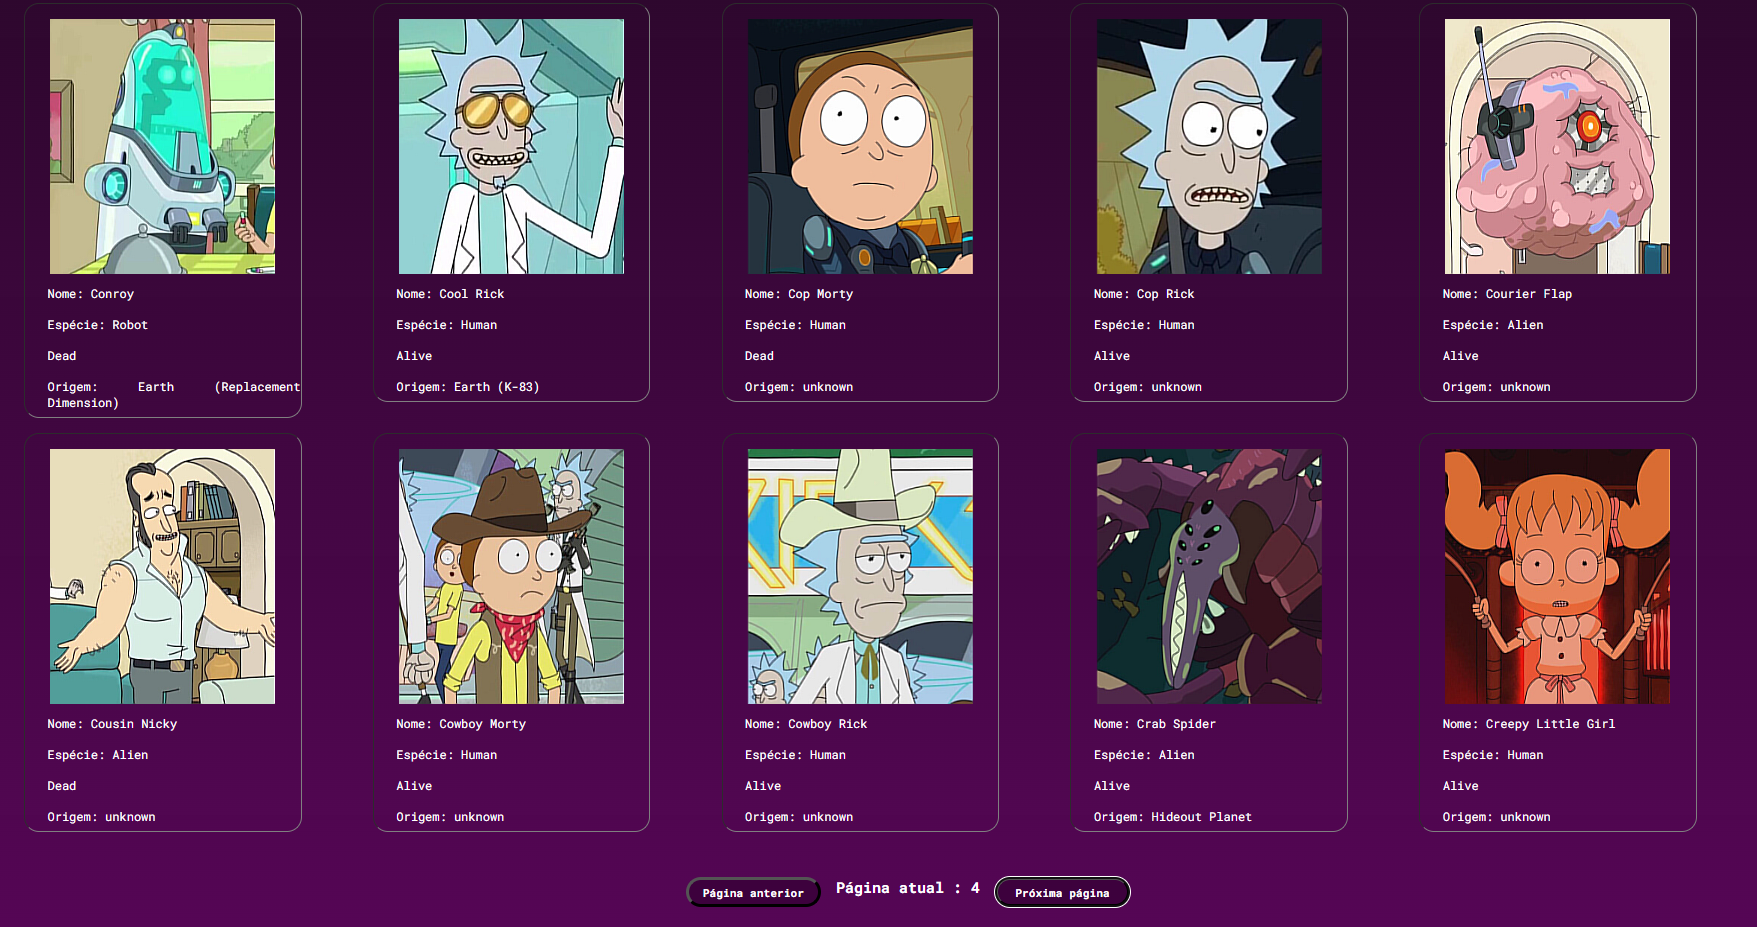 Nome: Conroy
Espécie: Robot
Dead
Origem: Earth (Replacement
Dimension)
Nome: Cool Rick
Espécie: Human
Alive
Origem: Earth (K-83)
Nome: Cop Morty
Espécie: Human
Dead
Origem: unknown
Nome: Cop Rick
Espécie: Human
Alive
Origem: unknown
Nome: Courier Flap
Espécie: Alien
Alive
Origem: unknown
Nome: Cousin Nicky
Espécie: Alien
Dead
Origem: unknown
Nome: Cowboy Morty
Espécie: Human
Alive
Origem: unknown
Nome: Cowboy Rick
Espécie: Human
Alive
Origem: unknown
Nome: Crab Spider
Espécie: Alien
Alive
Origem: Hideout Planet
Nome: Creepy Little Girl
Espécie: Human
Alive
Origem: unknown
Página anterior
Página atual : 4
Próxima página